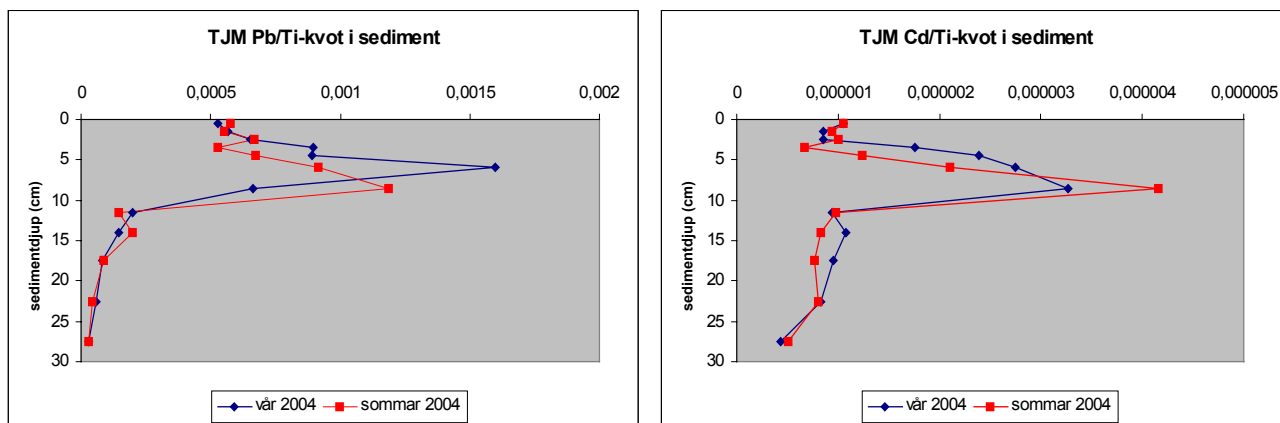 TJM Pb/Ti-kvot i sediment
0 0,0005 0,001 0,0015 0,002
0
5
10
15
20
25
30
sedimentdjup (cm)
vår 2004 sommar 2004
TJM Cd/Ti-kvot i sediment
0 0,000001 0,000002 0,000003 0,000004 0,000005
0
5
10
15
20
25
30
sedimentdjup (cm)
vår 2004 sommar 2004